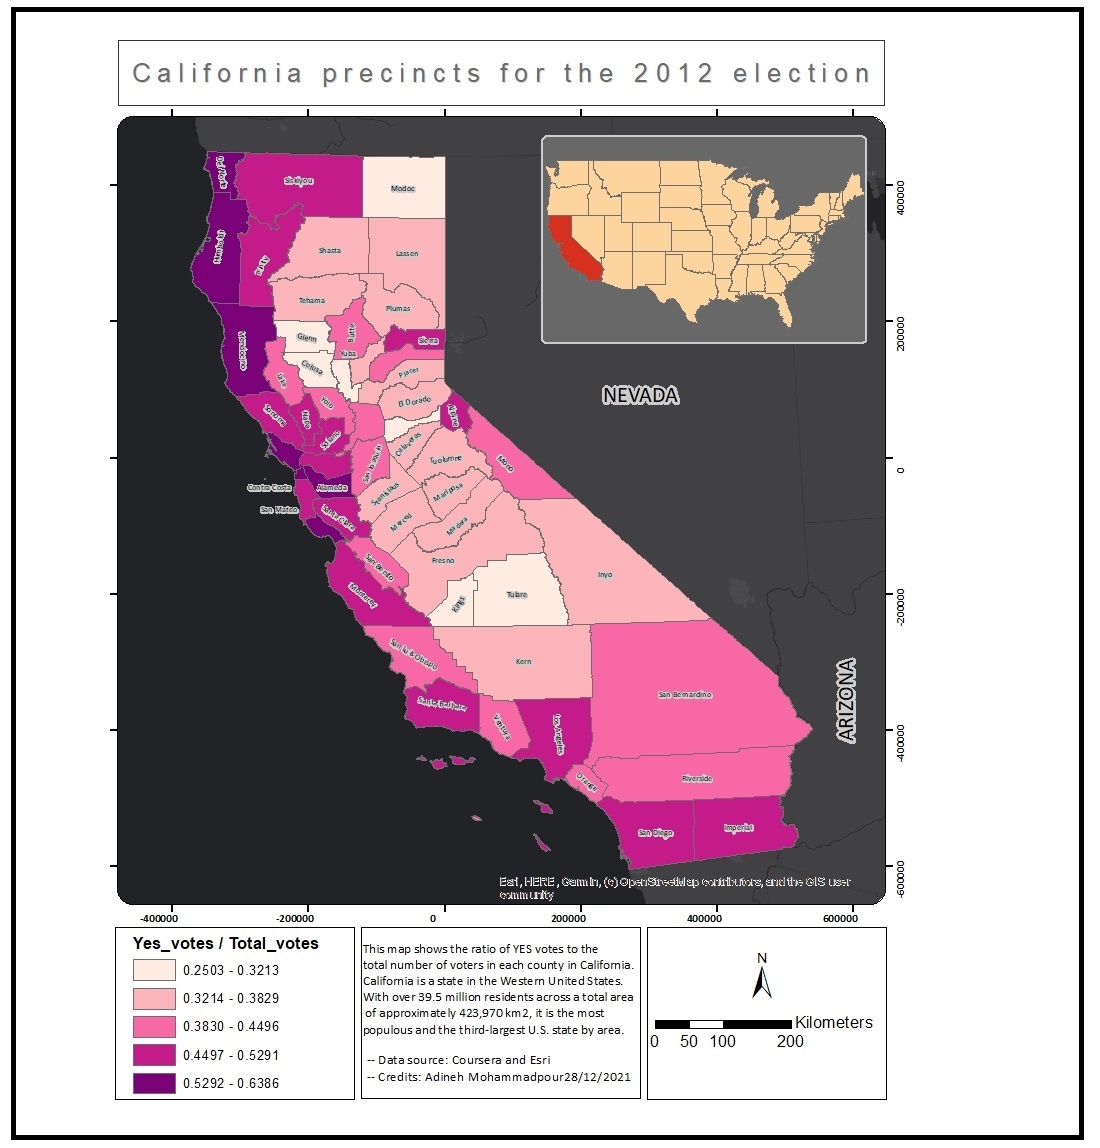 California precincts for the 2012 election
Del Norte
Siskiyou
Modoc
400000
Humboldt
Trinity
Shasta
Lassen
Tehama
Plumas
200000
Mendocino
Glenn
Butte
Sierra
Yuba
Colusa
Lake
Placer
NEVADA
Yolo
El Dorado
Sonoma
Napa
Alpine
Solano
Calaveras
San Joaquin
Tuolumne
Mono
0
Contra Costa
Alameda
Stanislaus
Mariposa
San Mateo
Santa Clara
Merced
Madera
San Benito
Fresno
Inyo
Monterey
Kings
Tulare
-200000
San Luis Obispo
Kern
San Bernardino
ARIZONA
Santa Barbara
Ventura
Los Angeles
-400000
Orange
Riverside
San Diego
Imperial
-600000
Esri, HERE, Garmin, (c) OpenStreetMap contributors, and the GIS user
community
-400000
-200000
0
200000
400000
600000
Yes_votes / Total_votes
0.2503 - 0.3213
0.3214 - 0.3829
0.3830 - 0.4496
0.4497 - 0.5291
0.5292 - 0.6386
This map shows the ratio of YES votes to the
total number of voters in each county in California.
California is a state in the Western United States.
With over 39.5 million residents across a total area
of approximately 423,970 km2, it is the most
populous and the third-largest U.S. state by area.
-- Data source: Coursera and Esri
-- Credits: Adineh Mohammadpour28/12/2021
N
Kilometers
0 50 100 200